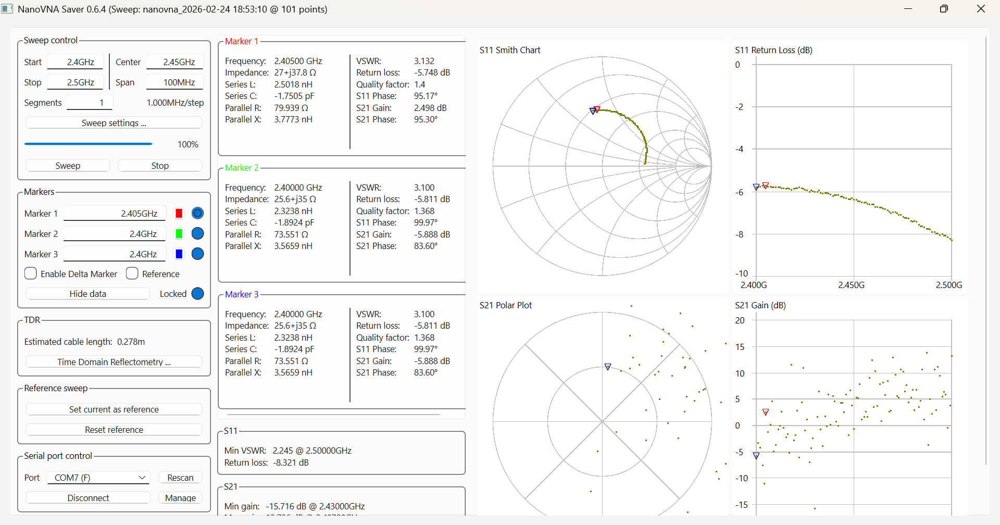 NanoVNA Saver 0.6.4 (Sweep: nanovna_2026-02-24 18:53:10 @ 101 points)
Sweep control
Start 2.4GHz Center 2.45GHz
Stop 2.5GHz Span 100MHz
Segments 1 1.000MHz/step
Sweep settings ...
100%
Sweep Stop
Markers
Marker 1 2.405GHz
Marker 2 2.4GHz
Marker 3 2.4GHz
Enable Delta Marker Reference
Hide data Locked
TDR
Estimated cable length: 0.278m
Time Domain Reflectometry ...
Reference sweep
Set current as reference
Reset reference
Serial port control
Port COM7 (F) Rescan
Disconnect Manage
Marker 1
Frequency: 2.40500 GHz VSWR: 3.132
Impedance: 27+j37.8 Ω Return loss: -5.748 dB
Series L: 2.5018 nH Quality factor: 1.4
Series C: -1.7505 pF S11 Phase: 95.17°
Parallel R: 79.939 Ω S21 Gain: 2.498 dB
Parallel X: 3.7773 nH S21 Phase: 95.30°
Marker 2
Frequency: 2.40000 GHz VSWR: 3.100
Impedance: 25.6+j35 Ω Return loss: -5.811 dB
Series L: 2.3238 nH Quality factor: 1.368
Series C: -1.8924 pF S11 Phase: 99.97°
Parallel R: 73.551 Ω S21 Gain: -5.888 dB
Parallel X: 3.5659 nH S21 Phase: 83.60°
Marker 3
Frequency: 2.40000 GHz VSWR: 3.100
Impedance: 25.6+j35 Ω Return loss: -5.811 dB
Series L: 2.3238 nH Quality factor: 1.368
Series C: -1.8924 pF S11 Phase: 99.97°
Parallel R: 73.551 Ω S21 Gain: -5.888 dB
Parallel X: 3.5659 nH S21 Phase: 83.60°
S11
Min VSWR: 2.245 @ 2.50000GHz
Return loss: -8.321 dB
S21
Min gain: -15.716 dB @ 2.43000GHz
S11 Smith Chart
S11 Return Loss (dB)
0
-2
-4
-6
-8
-10
2.400G 2.450G 2.500G
S21 Polar Plot
S21 Gain (dB)
20
15
10
5
0
-5
-10
-15